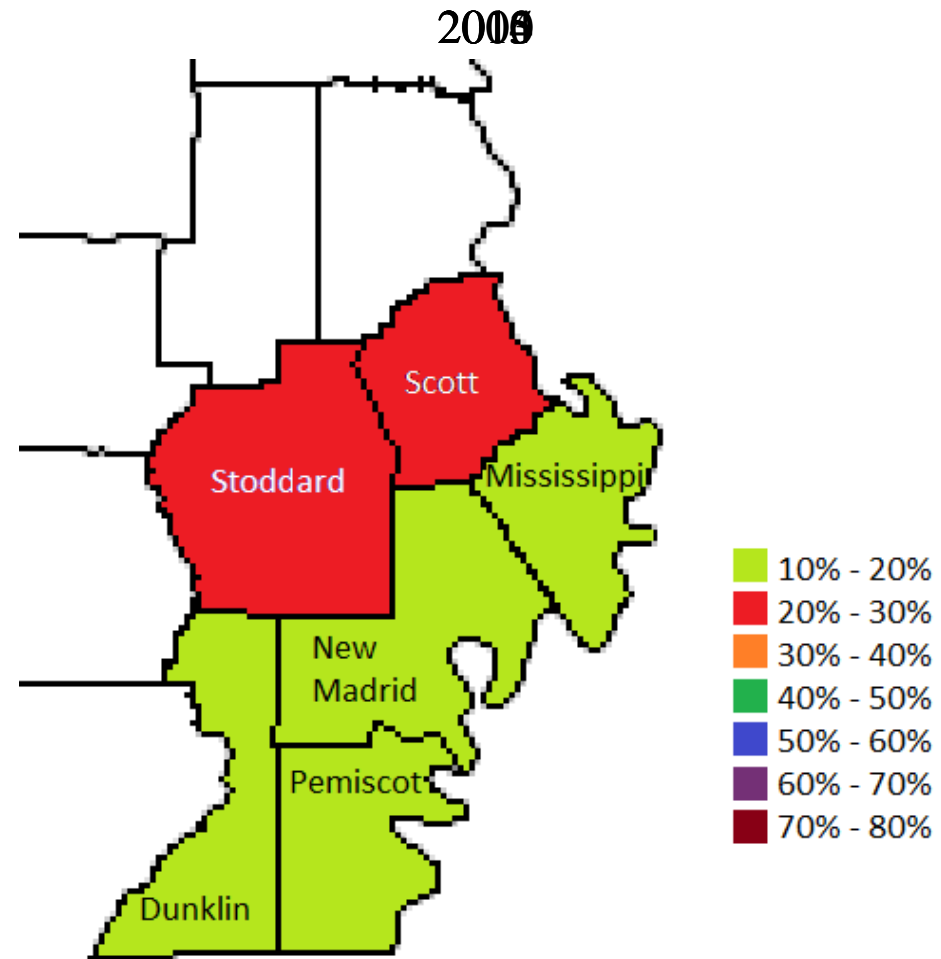 Scott
Mississippi
Stoddard
10% - 20%
20% - 30%
30% - 40%
40% - 50%
50% - 60%
60% - 70%
70% - 80%
New
Madrid
Pemiscot
Dunklin